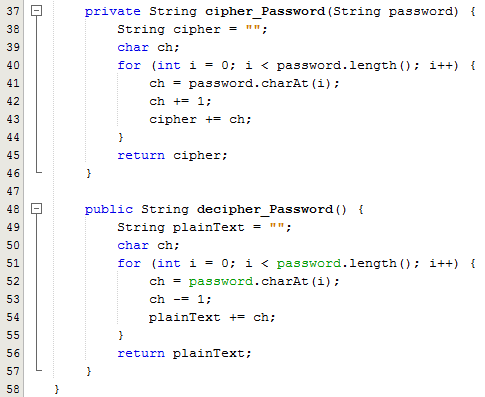 37 private String cipher_Password(String password) {
38 String cipher = "";
39 char ch;
40 for (int i = 0; i < password.length(); i++) {
41 ch = password.charAt(i);
42 ch += 1;
43 cipher += ch;
44 }
45 return cipher;
46 }
47
48 public String decipher_Password() {
49 String plainText = "";
50 char ch;
51 for (int i = 0; i < password.length(); i++) {
52 ch = password.charAt(i);
53 ch -= 1;
54 plainText += ch;
55 }
56 return plainText;
57 }
58 }